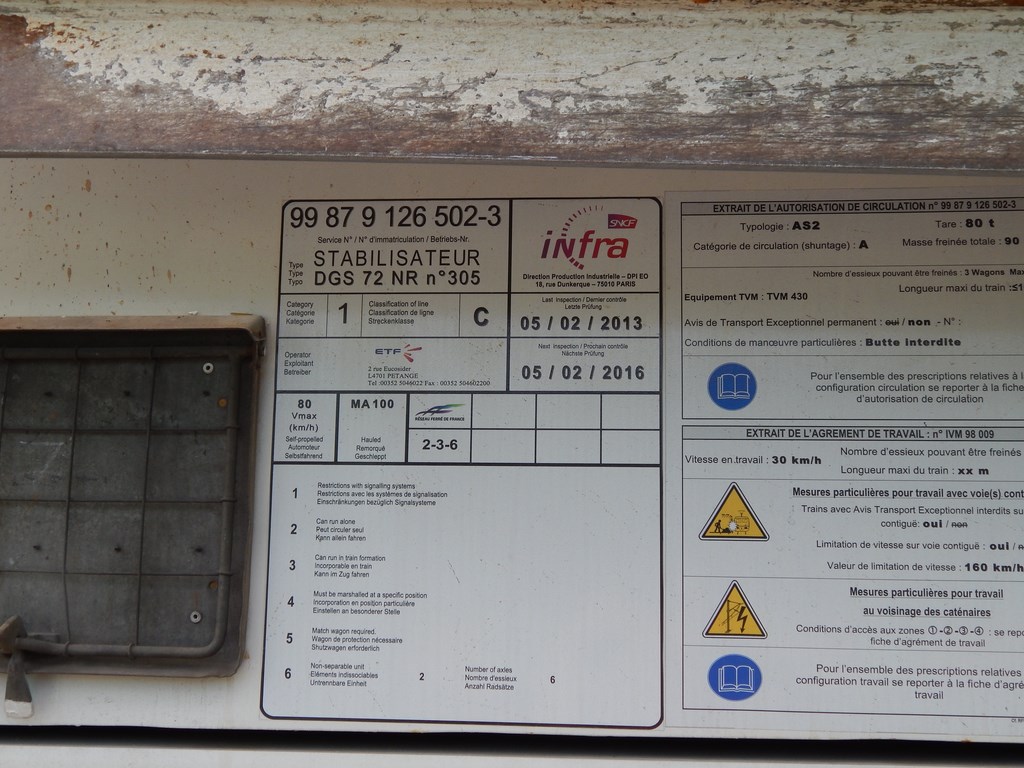 99 87 9 126 502-3
Service N° / N° d'immatriculation / Betriebs-Nr.
Type
Type
Typo
STABILISATEUR
DGS 72 NR n°305
SNCF
infra
Direction Production Industrielle – DPI EO
18, rue Dunkerque – 75010 PARIS
Category
Catégorie
Kategorie
1
Classification of line
Classification de ligne
Streckenklasse
C
Last inspection / Dernier contrôle
Letzte Prüfung
05 / 02 / 2013
Operator
Exploitant
Betreiber
ETF
2 rue Eucosider
L4701 PETANGE
Tel :00352 5046022 Fax : 00352 504602200
Next inspection / Prochain contrôle
Nächste Prüfung
05 / 02 / 2016
80
Vmax
(km/h)
Self-propelled
Automoteur
Selbstfahrend
MA100
Hauled
Remorqué
Geschleppt
RÉSEAU FERRÉ DE FRANCE
2-3-6
1
Restrictions with signalling systems
Restrictions avec les systèmes de signalisation
Einschränkungen bezüglich Signalsysteme
2
Can run alone
Peut circuler seul
Kann allein fahren
3
Can run in train formation
Incorporable en train
Kann im Zug fahren
4
Must be marshalled at a specific position
Incorporation en position particulière
Einstellen an besonderer Stelle
5
Match wagon required.
Wagon de protection nécessaire
Shutzwagen erforderlich
6
Non-separable unit
Eléments indissociables
Untrennbare Einheit
2
Number of axles
Nombre d'essieux
Anzahl Radsätze
6
EXTRAIT DE L'AUTORISATION DE CIRCULATION n° 99 87 9 126 502-3
Typologie : AS2
Tare : 80 t
Catégorie de circulation (shuntage) : A
Masse freinée totale : 90
Nombre d'essieux pouvant être freinés : 3 Wagons
Longueur maxi du train :
Equipement TVM : TVM 430
Avis de Transport Exceptionnel permanent : oui / non - N° :
Conditions de manœuvre particulières : Butte interdite
Pour l'ensemble des prescriptions relatives à
configuration circulation se reporter à la fiche
d'autorisation de circulation
EXTRAIT DE L'AGREMENT DE TRAVAIL : n° IVM 98 009
Vitesse en travail : 30 km/h
Nombre d'essieux pouvant être freinés
Longueur maxi du train : xx m
Mesures particulières pour travail avec voie(s)
Trains avec Avis Transport Exceptionnel interdits
contiguë: oui / non
Limitation de vitesse sur voie contiguë : oui /
Valeur de limitation de vitesse : 160 km/h
Mesures particulières pour travail
au voisinage des caténaires
Conditions d'accès aux zones ①-②-③-④ : se
fiche d'agrément de travail
Pour l'ensemble des prescriptions relatives
configuration travail se reporter à la fiche
travail